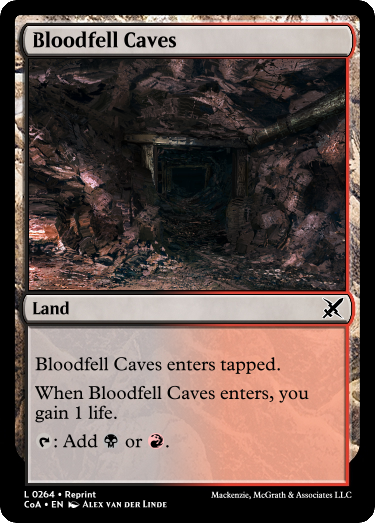 Bloodfell Caves
Land
Bloodfell Caves enters tapped.
When Bloodfell Caves enters, you
gain 1 life.
: Add or .
L 0264 • Reprint
CoA • EN Alex van der Linde
Mackenzie, McGrath & Associates LLC